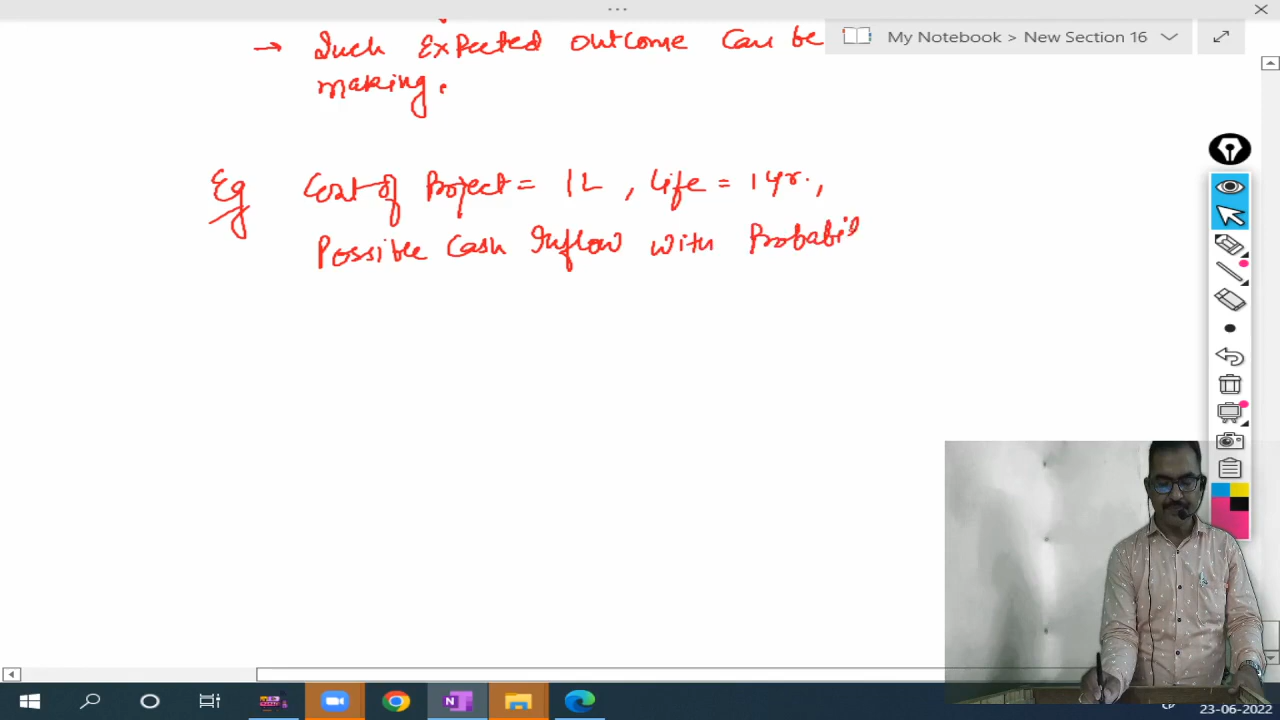 → Such Expected outcome Can be
My Notebook > New Section 16
making.
Eg Cost of Project = 1L , Life = 1 yr. ,
Possible Cash Inflow with Probabi
23-06-2022